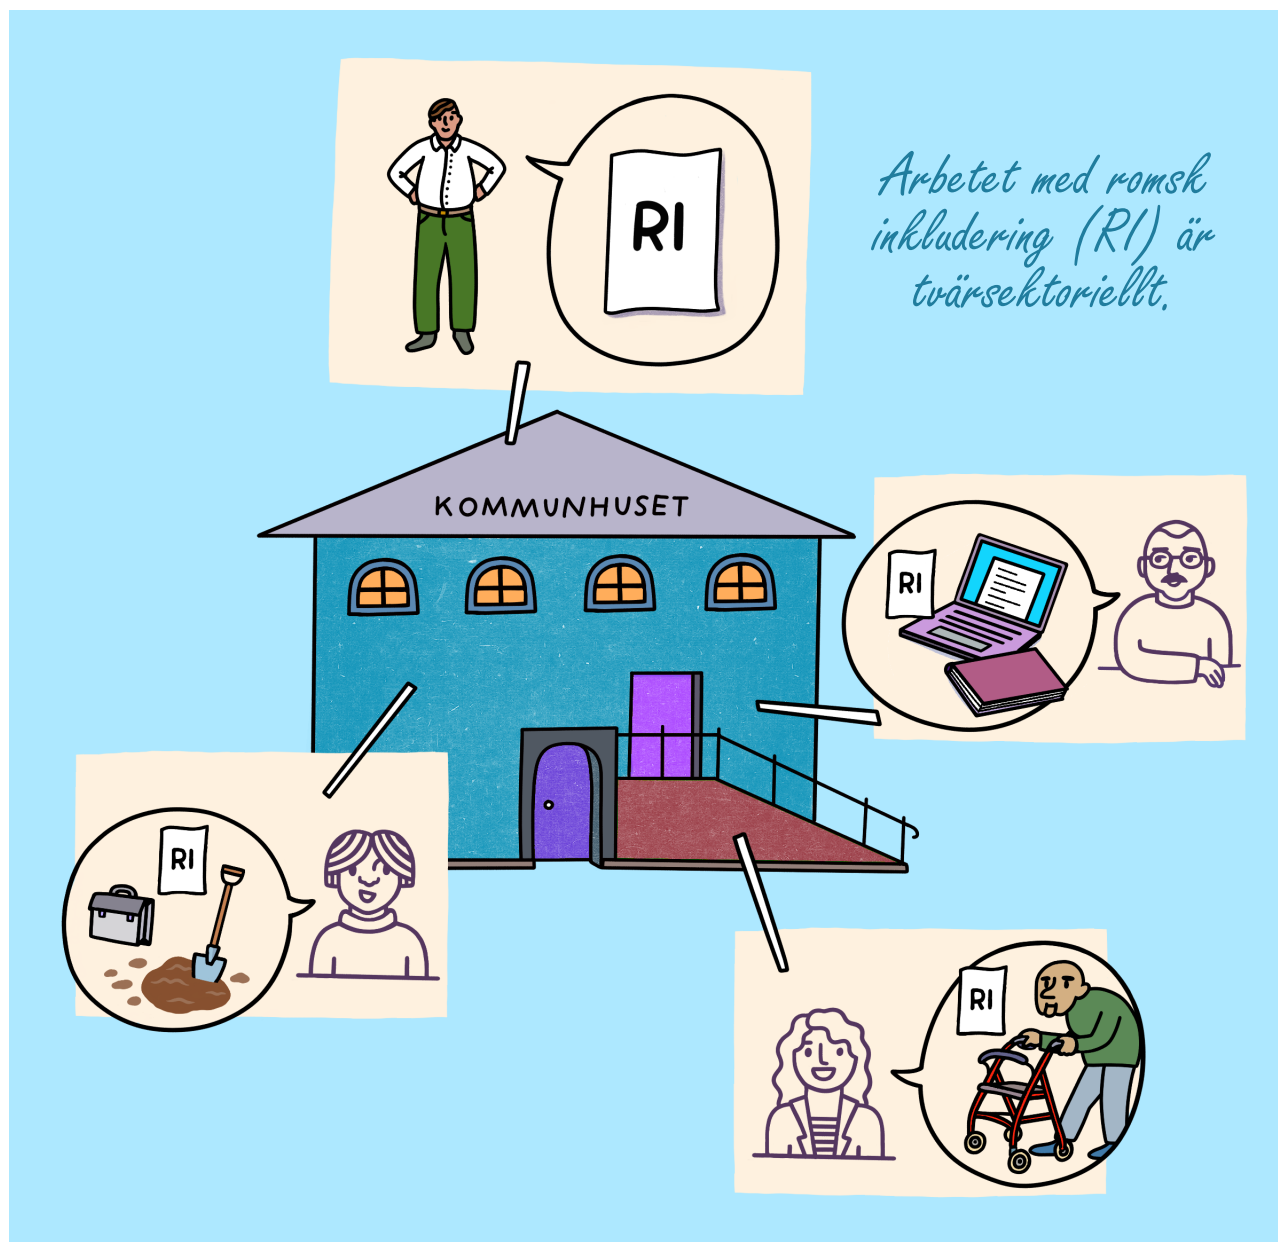 RI
Arbetet med romsk
inkludering (RI) är
tvärsektoriellt.
KOMMUNHUSET
RI
RI
RI